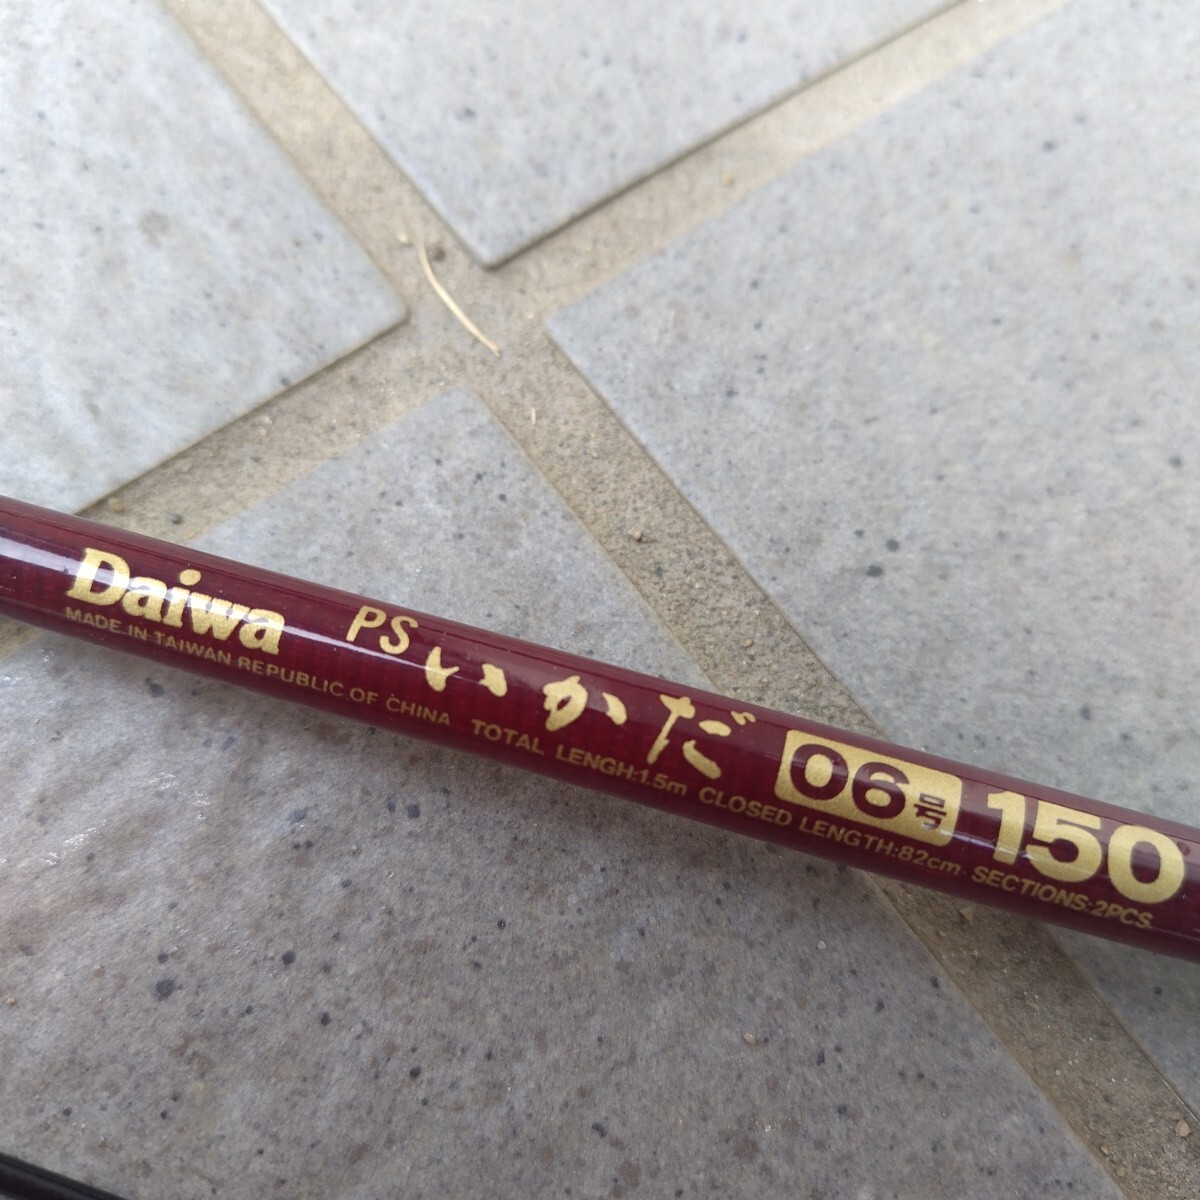 Daiwa PS いかだ 06号 150
MADE IN TAIWAN REPUBLIC OF CHINA TOTAL LENGH:1.5m CLOSED LENGTH:82cm SECTIONS:2PCS.